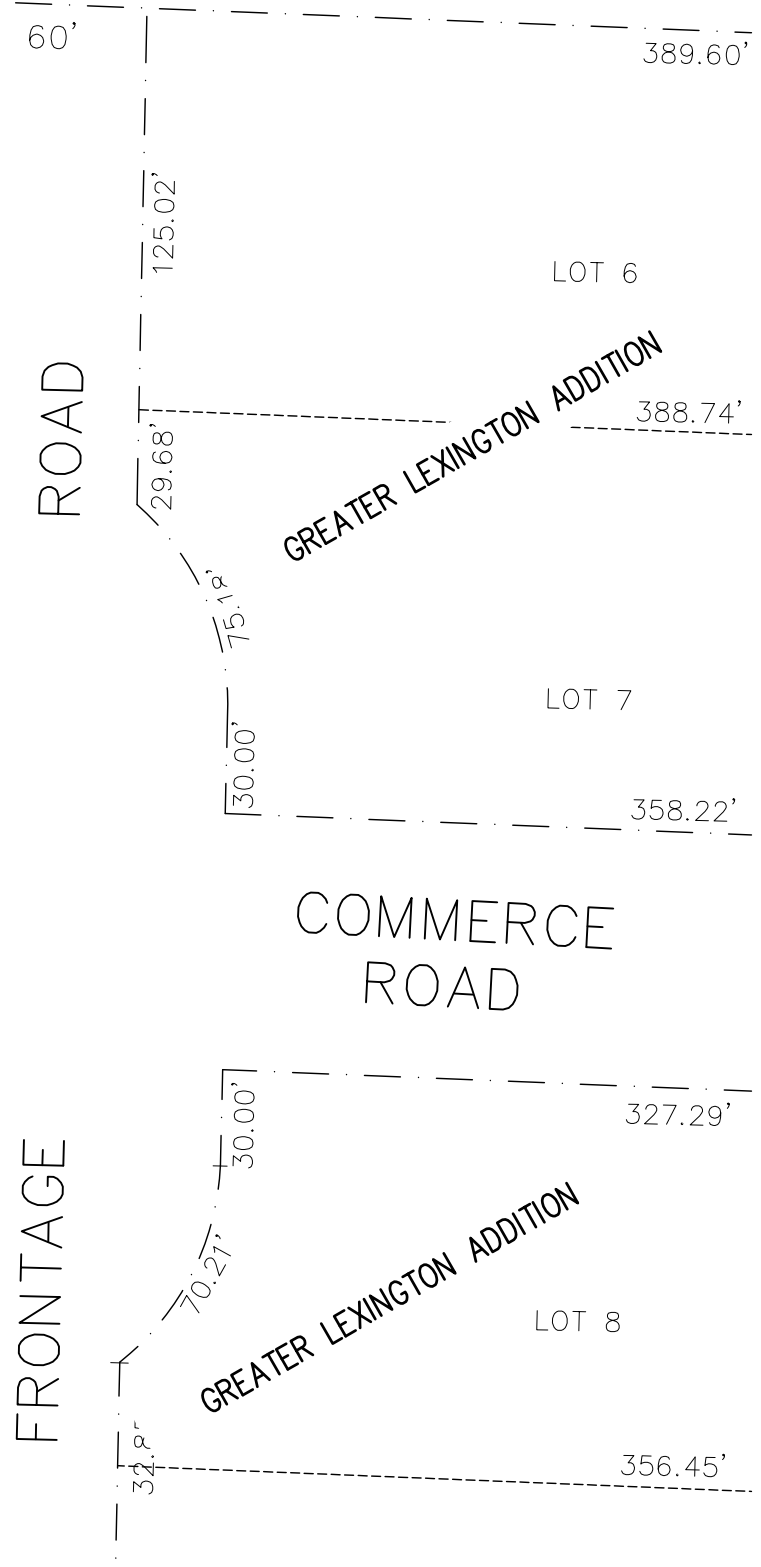 60'
389.60'
125.02'
LOT 6
ROAD
GREATER LEXINGTON ADDITION
388.74'
29.68'
LOT 7
30.00'
358.22'
COMMERCE
ROAD
30.00'
327.29'
FRONTAGE
70.21'
GREATER LEXINGTON ADDITION
LOT 8
356.45'